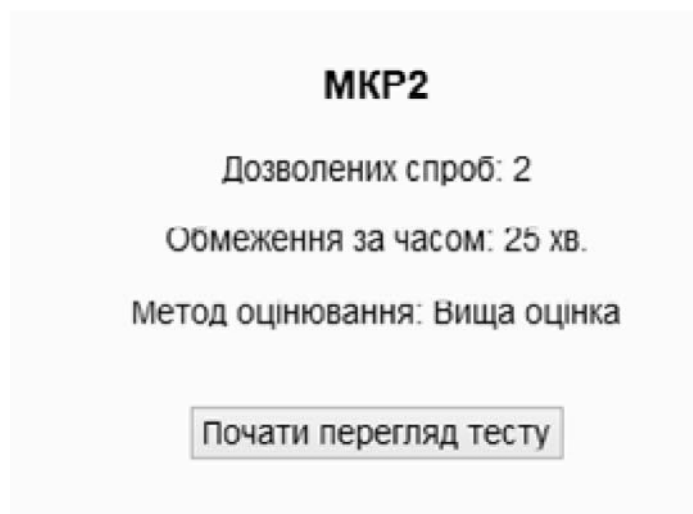 МКР2
Дозволених спроб: 2
Обмеження за часом: 25 хв.
Метод оцінювання: Вища оцінка
Почати перегляд тесту